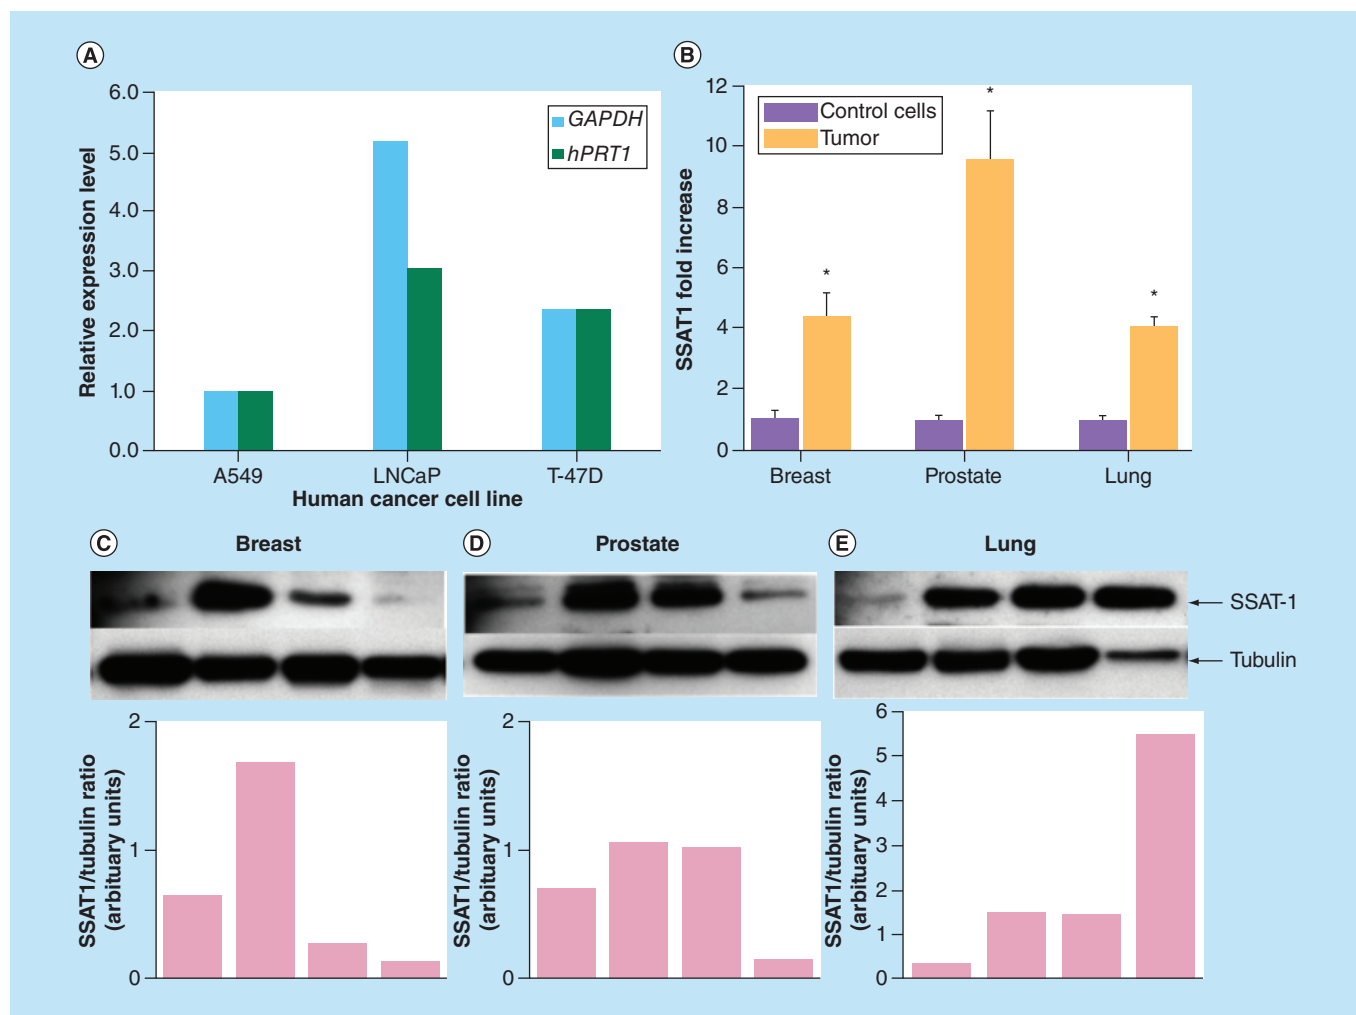 A
6.0
5.0
4.0
3.0
2.0
1.0
0.0
Relative expression level
GAPDH
hPRT1
A549
LNCaP
T-47D
Human cancer cell line
B
12
10
8
6
4
2
0
SSAT1 fold increase
Control cells
Tumor
*
*
*
Breast
Prostate
Lung
C
Breast
D
Prostate
E
Lung
SSAT-1
Tubulin
2
1
0
SSAT1/tubulin ratio
(arbituary units)
2
1
0
SSAT1/tubulin ratio
(arbituary units)
6
5
4
3
2
1
0
SSAT1/tubulin ratio
(arbituary units)